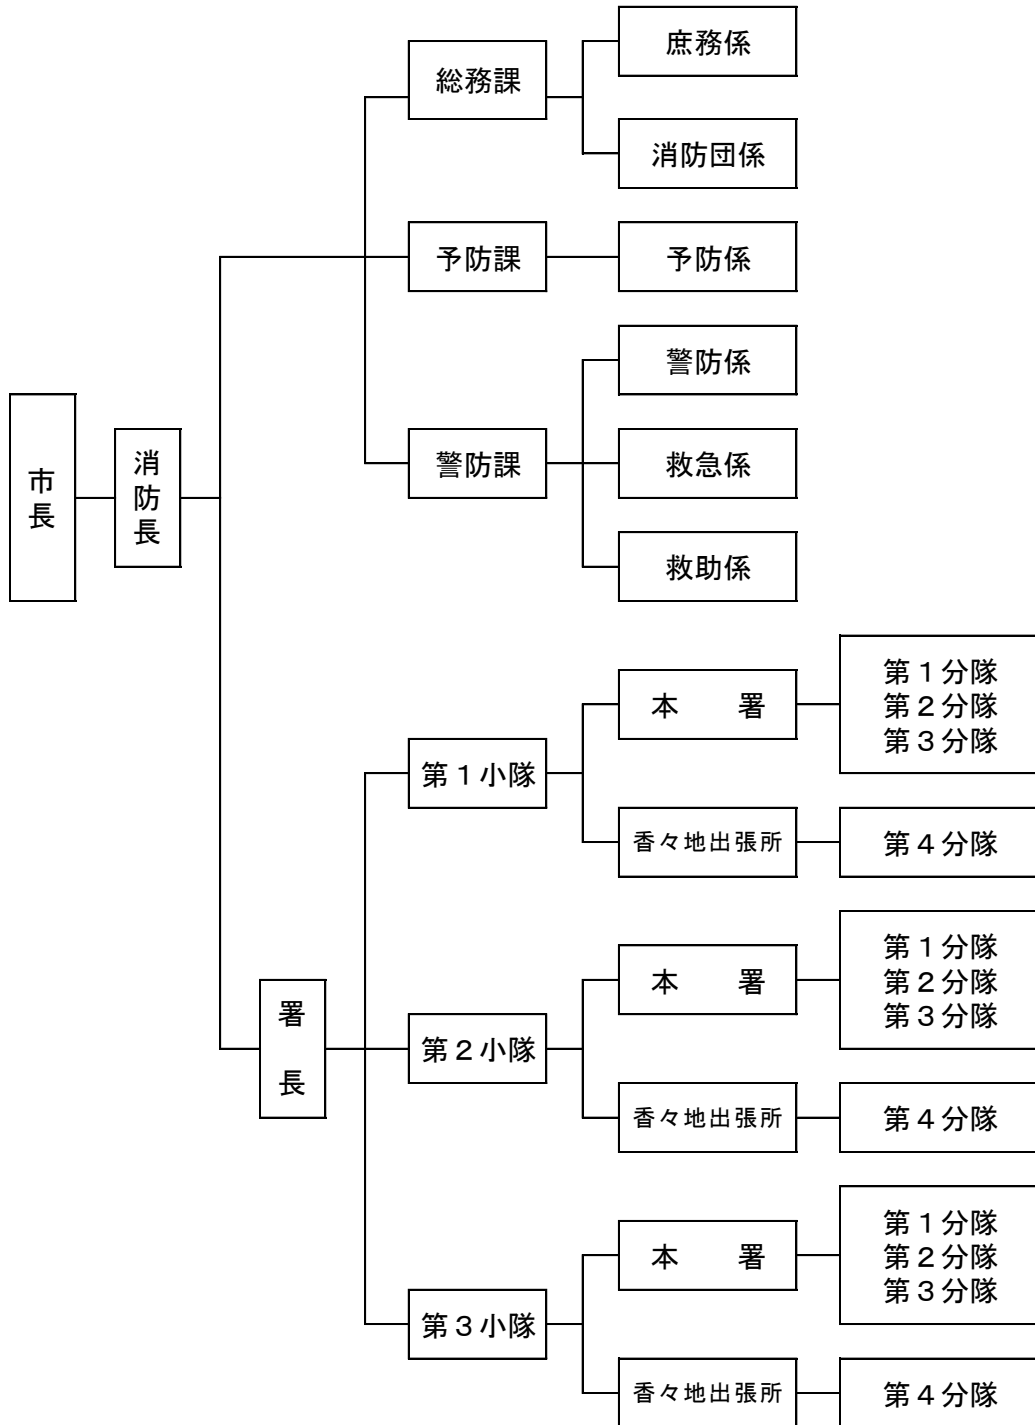 市長
消防長
総務課
庶務係
消防団係
予防課
予防係
警防課
警防係
救急係
救助係
署長
第１小隊
本　署
第１分隊
第２分隊
第３分隊
香々地出張所
第４分隊
第２小隊
本　署
第１分隊
第２分隊
第３分隊
香々地出張所
第４分隊
第３小隊
本　署
第１分隊
第２分隊
第３分隊
香々地出張所
第４分隊